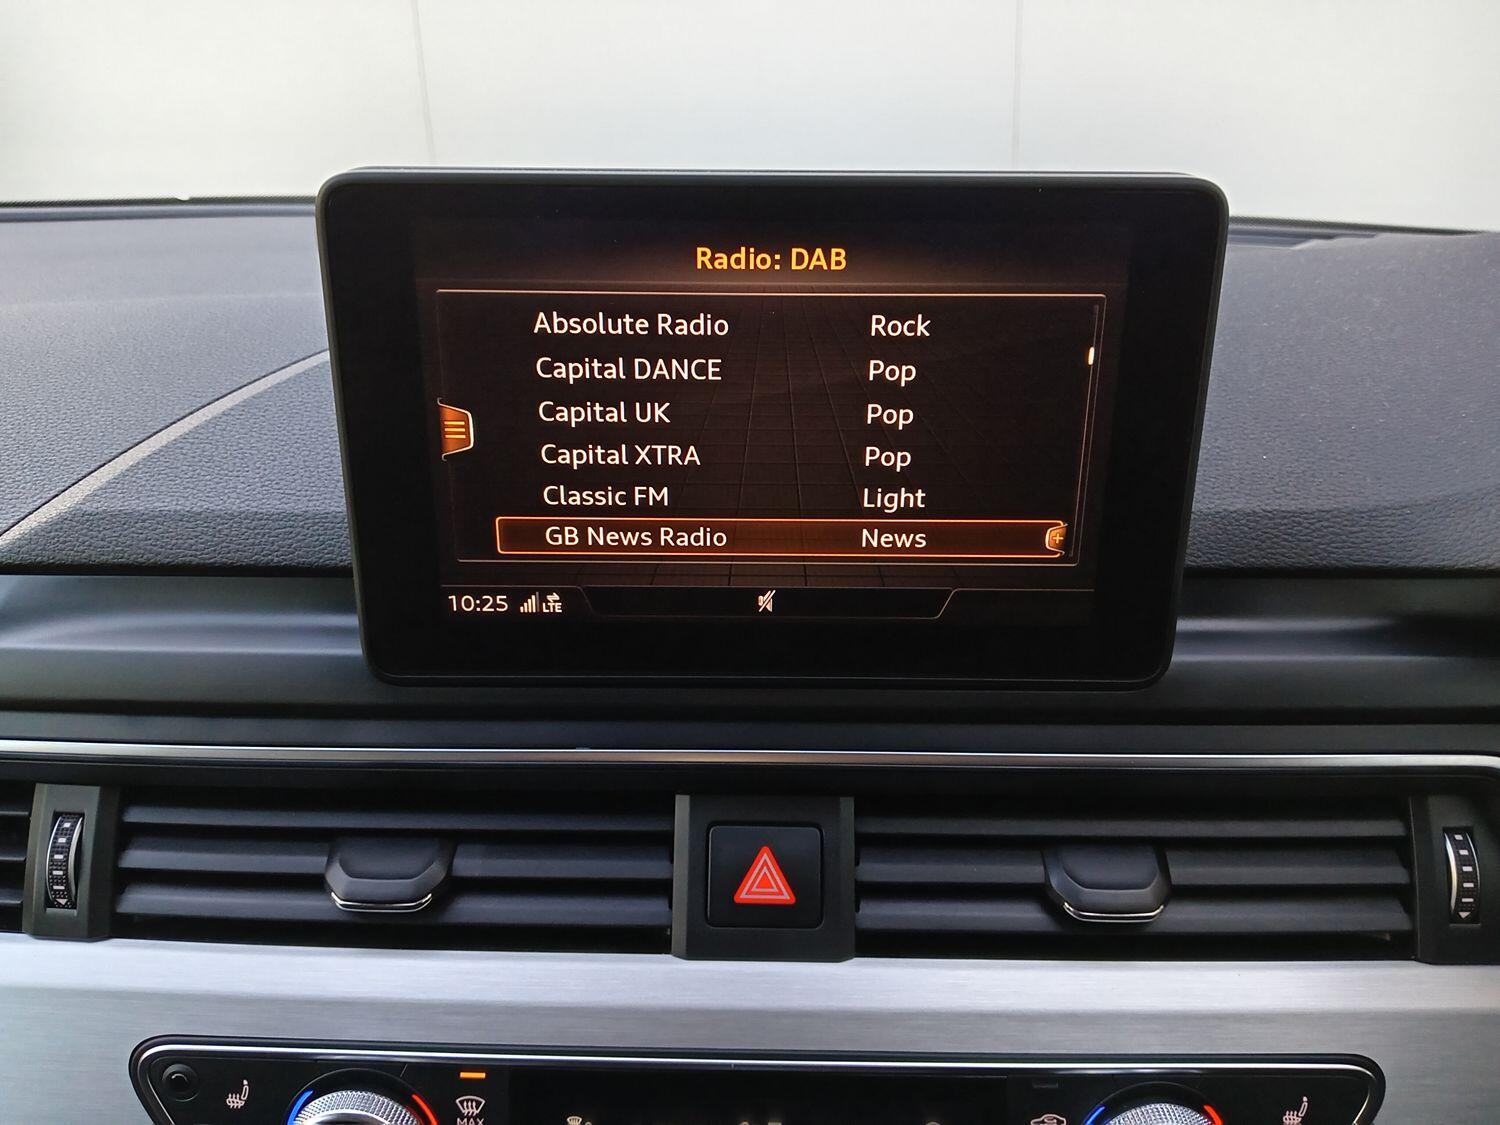 Radio: DAB
Absolute Radio Rock
Capital DANCE Pop
Capital UK Pop
Capital XTRA Pop
Classic FM Light
GB News Radio News
10:25 LTE
MAX